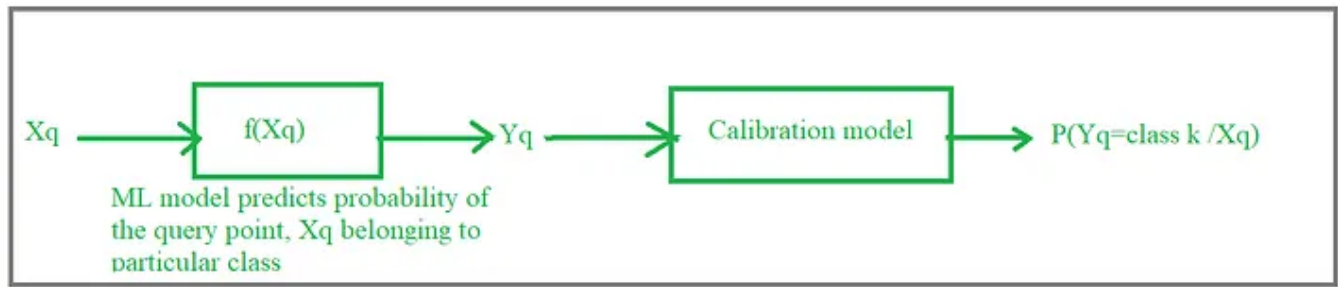 Xq
f(Xq)
Yq
Calibration model
P(Yq=class k /Xq)
ML model predicts probability of
the query point, Xq belonging to
particular class